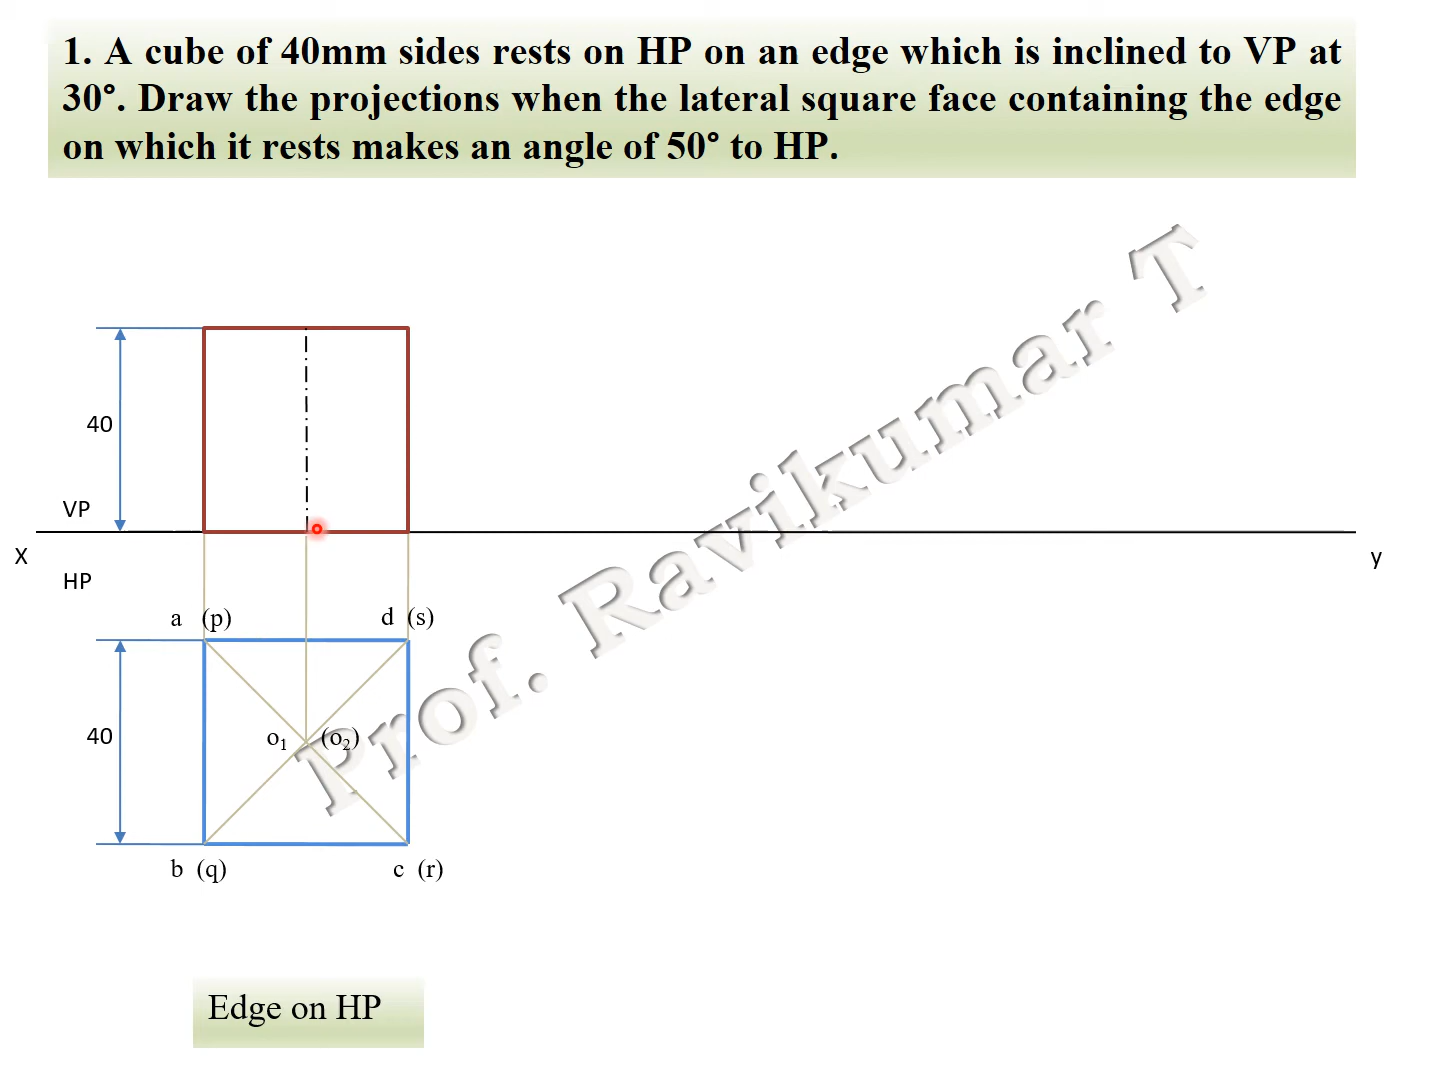 1. A cube of 40mm sides rests on HP on an edge which is inclined to VP at
30°. Draw the projections when the lateral square face containing the edge
on which it rests makes an angle of 50° to HP.
Prof. Ravikumar T
40
VP
X
y
HP
a (p)
d (s)
40
o₁ (o₂)
b (q)
c (r)
Edge on HP